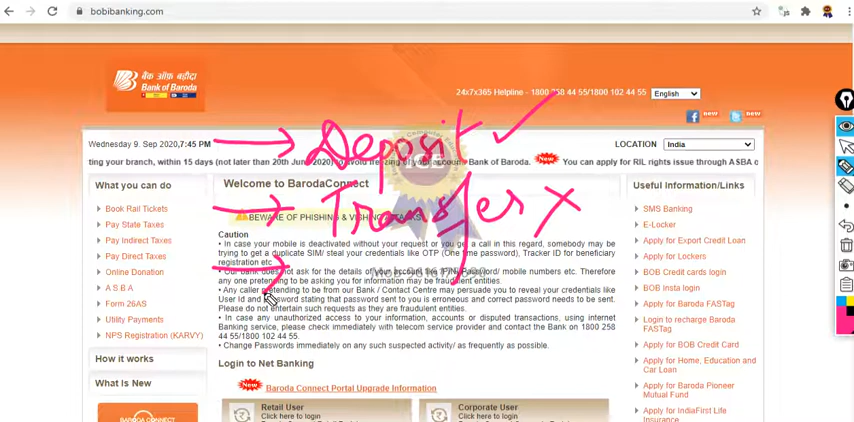 bobibanking.com
बैंक ऑफ़ बड़ौदा
Bank of Baroda
24x7x365 Helpline - 1800 258 44 55/1800 102 44 55
English
new
new
Wednesday 9. Sep 2020,7:45 PM
LOCATION
India
Deposit
ting your branch, within 15 days (not later than 20th June 2020) to avoid freezing of your account. Bank of Baroda.
New
You can apply for RIL rights issue through ASBA
What you can do
Book Rail Tickets
Pay State Taxes
Pay Indirect Taxes
Pay Direct Taxes
Online Donation
A S B A
Form 26AS
Utility Payments
NPS Registration (KARVY)
How it works
What Is New
BARODA CONNECT
Welcome to BarodaConnect
Transfer
BEWARE OF PHISHING & VISHING ATTACKS
Caution
• In case your mobile is deactivated without your request or you get a call in this regard, somebody may be
trying to get a duplicate SIM/ steal your credentials like OTP (One time password), Tracker ID for beneficiary
registration etc
• Our bank does not ask for the details of your account like /PIN/ Password/ mobile numbers etc. Therefore
any one pretending to be asking you for information may be fraudulent entities.
• Any caller pretending to be from our Bank / Contact Centre may persuade you to reveal your credentials like
User Id and Password stating that password given by you is erroneous and correct password needs to be sent.
Please do not entertain such requests as they are fraudulent entities.
• In case any unauthorized access to your information, accounts or disputed transactions, using internet
Banking service, please check immediately with telecom service provider and contact the Bank on 1800 258
44 55/1800 102 44 55.
• Change Passwords immediately on any such suspected activity/ as frequently as possible.
Login to Net Banking
New
Baroda Connect Portal Upgrade Information
Retail User
Click here to login
Corporate User
Click here to login
Useful Information/Links
SMS Banking
E-Locker
Apply for Export Credit Loan
Apply for Lockers
BOB Credit cards login
BOB Insta login
Apply for Baroda FASTag
Login to recharge Baroda
FASTag
Apply for BOB Credit Card
Apply for Home, Education and
Car Loan
Apply for Baroda Pioneer
Mutual Fund
Apply for IndiaFirst Life
Insurance